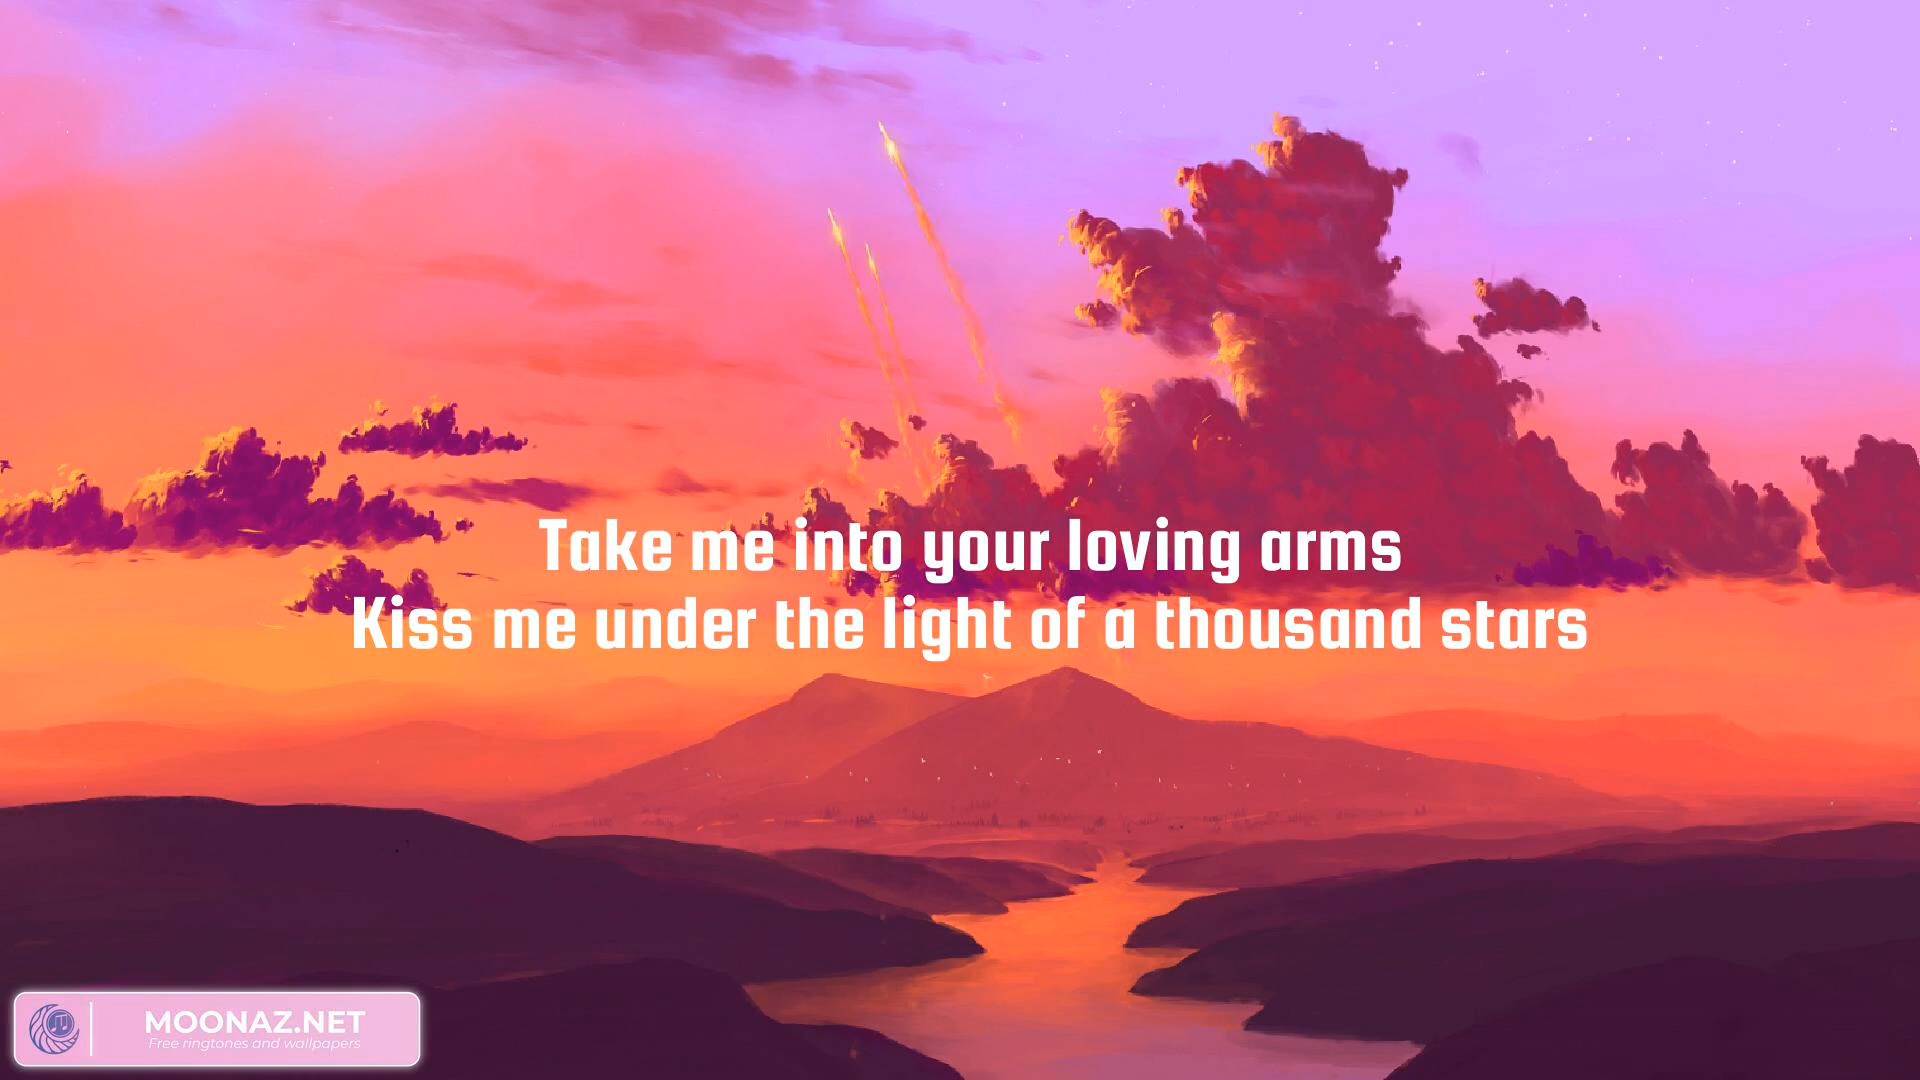 Take me into your loving arms
Kiss me under the light of a thousand stars
MOONAZ.NET
Free ringtones and wallpapers